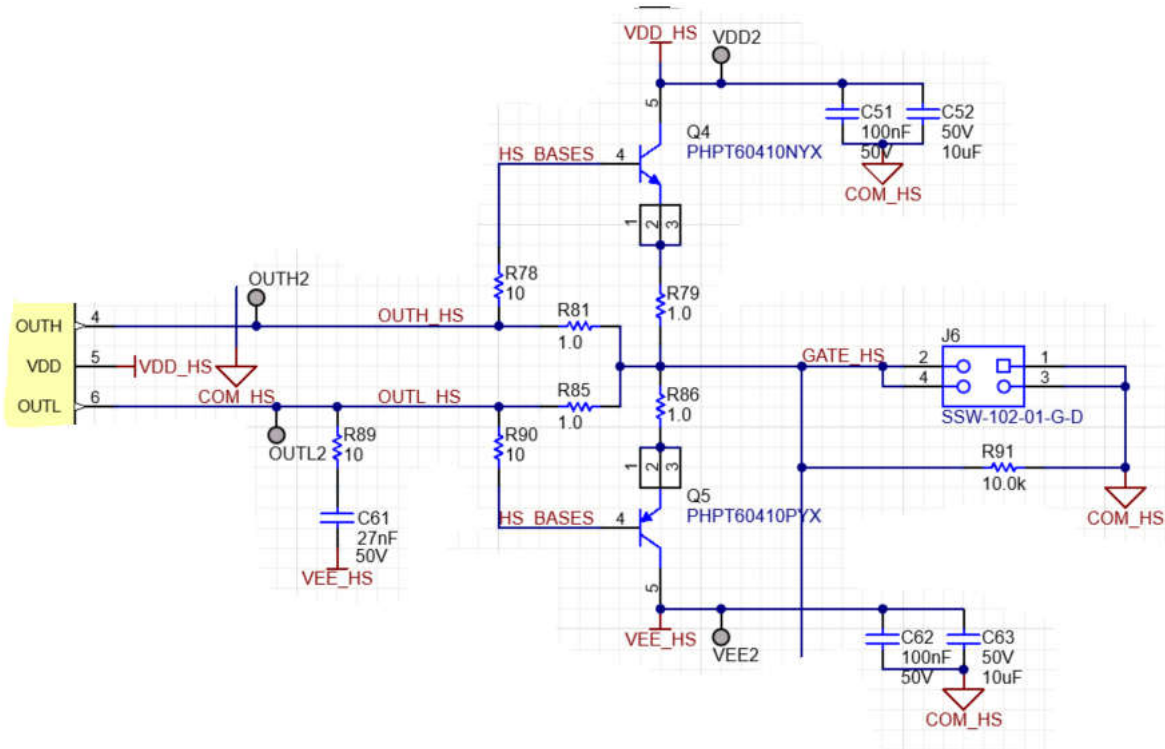 VDD_HS
VDD2
5
C51
100nF
50V
C52
50V
10uF
Q4
PHPT60410NYX
HS_BASES
4
COM_HS
1
2
3
OUTH2
R78
10
R81
1.0
R79
1.0
OUTH
4
OUTH_HS
J6
VDD
5
VDD_HS
GATE_HS
2
1
4
3
COM_HS
OUTL
6
OUTL_HS
R85
1.0
R86
1.0
SSW-102-01-G-D
OUTL2
R89
10
R90
10
1
2
3
R91
10.0k
Q5
PHPT60410PYX
COM_HS
C61
27nF
50V
HS_BASES
4
VEE_HS
5
VEE_HS
VEE2
C62
100nF
50V
C63
50V
10uF
COM_HS